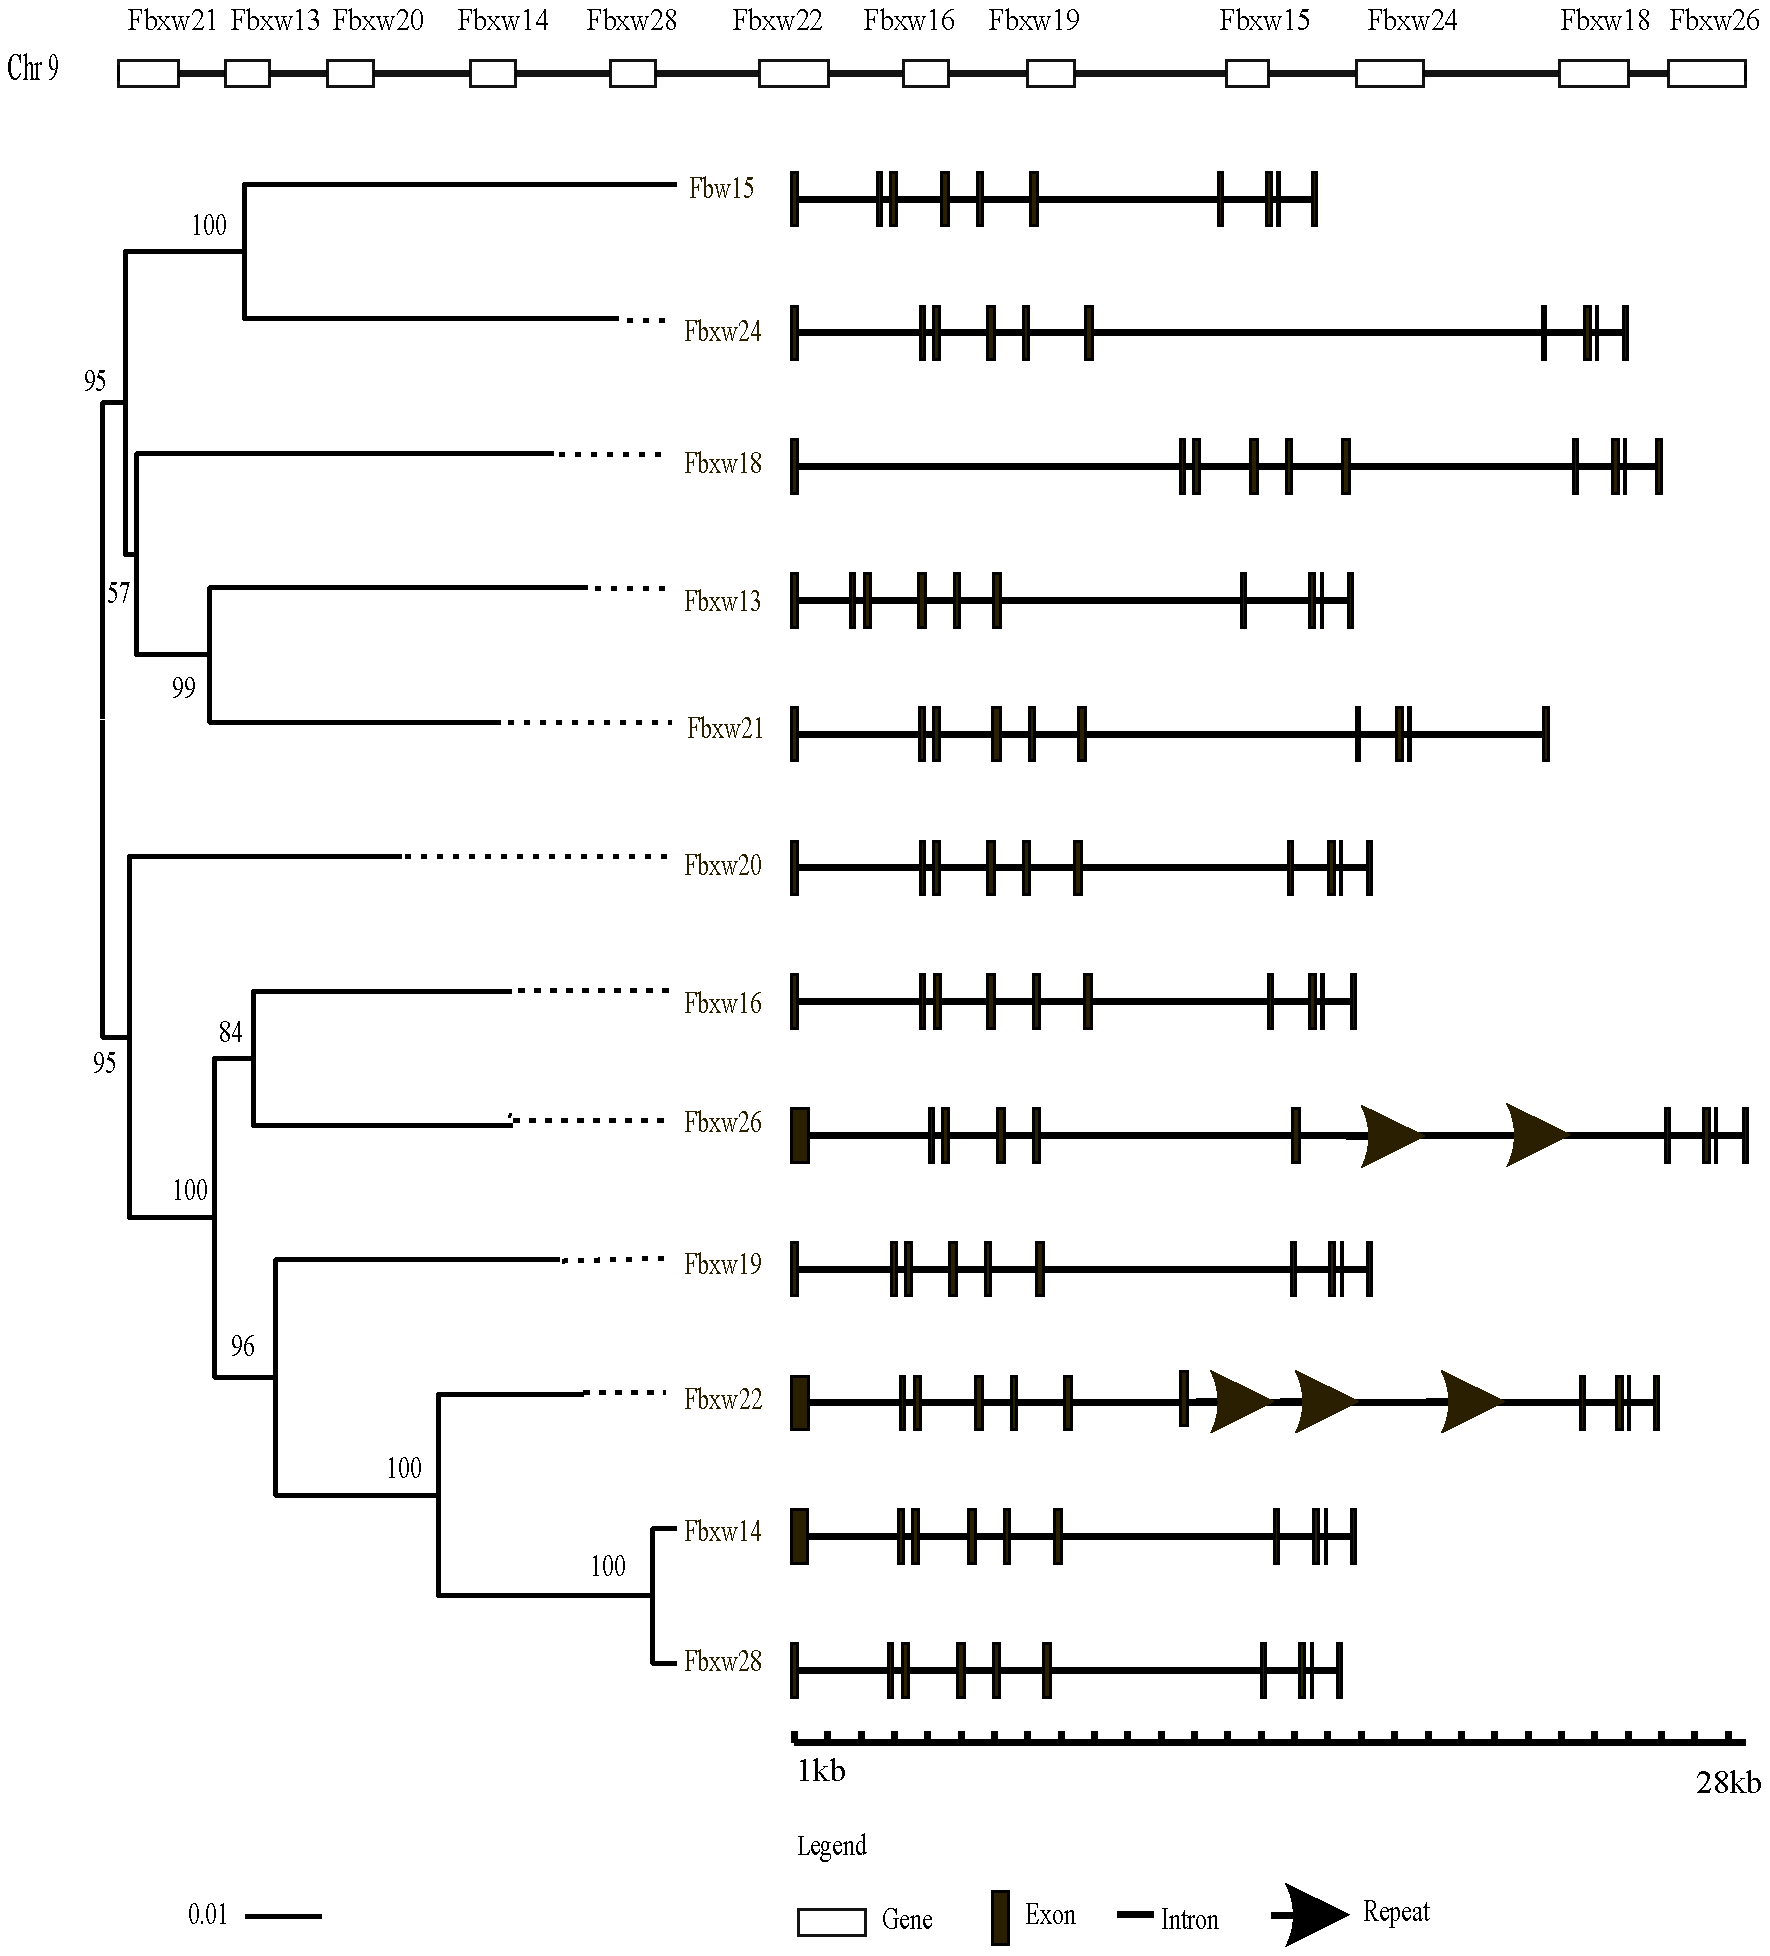 Fbxw21 Fbxw13 Fbxw20 Fbxw14 Fbxw28 Fbxw22 Fbxw16 Fbxw19 Fbxw15 Fbxw24 Fbxw18 Fbxw26
Chr 9
Fbw15
100
Fbxw24
95
Fbxw18
57
Fbxw13
99
Fbxw21
Fbxw20
95
Fbxw16
84
Fbxw26
100
Fbxw19
96
Fbxw22
100
Fbxw14
100
Fbxw28
1kb
28kb
Legend
0.01
Gene
Exon
Intron
Repeat